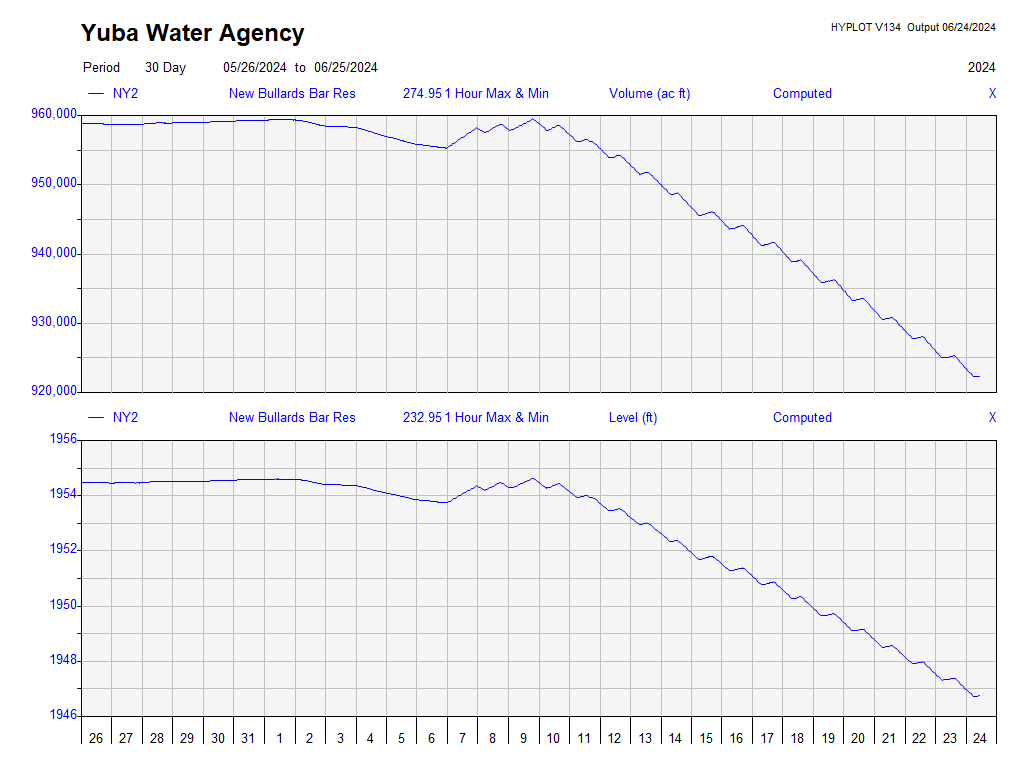 Yuba Water Agency
HYPLOT V134 Output 06/24/2024
Period 30 Day 05/26/2024 to 06/25/2024 2024
NY2 New Bullards Bar Res 274.95 1 Hour Max & Min Volume (ac ft) Computed X
960,000
950,000
940,000
930,000
920,000
NY2 New Bullards Bar Res 232.95 1 Hour Max & Min Level (ft) Computed X
1956
1954
1952
1950
1948
1946
26 27 28 29 30 31 1 2 3 4 5 6 7 8 9 10 11 12 13 14 15 16 17 18 19 20 21 22 23 24